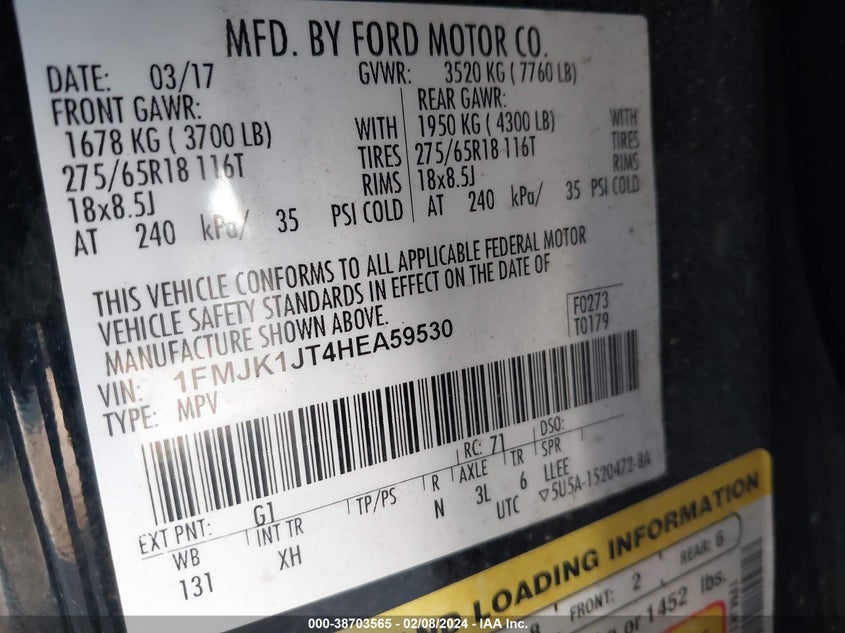 MFD. BY FORD MOTOR CO.
DATE: 03/17 GVWR: 3520 KG ( 7760 LB)
FRONT GAWR: REAR GAWR:
1678 KG ( 3700 LB) WITH 1950 KG ( 4300 LB) WITH
275/65R18 116T TIRES 275/65R18 116T TIRES
18x8.5J RIMS 18x8.5J RIMS
AT 240 kPa/ 35 PSI COLD AT 240 kPa/ 35 PSI COLD
THIS VEHICLE CONFORMS TO ALL APPLICABLE FEDERAL MOTOR
VEHICLE SAFETY STANDARDS IN EFFECT ON THE DATE OF
MANUFACTURE SHOWN ABOVE.
F0273
T0179
VIN: 1FMJK1JT4HEA59530
TYPE: MPV
EXT PNT: G1 RC: 71 DSO:
WB INT TR TP/PS R AXLE TR SPR
131 XH N 3L 6 LLEE
UTC ▽5U5A-1520472-BA
LOADING INFORMATION
FRONT: 2 REAR: 6
or 1452 lbs.
000-38703565 - 02/08/2024 - IAA Inc.